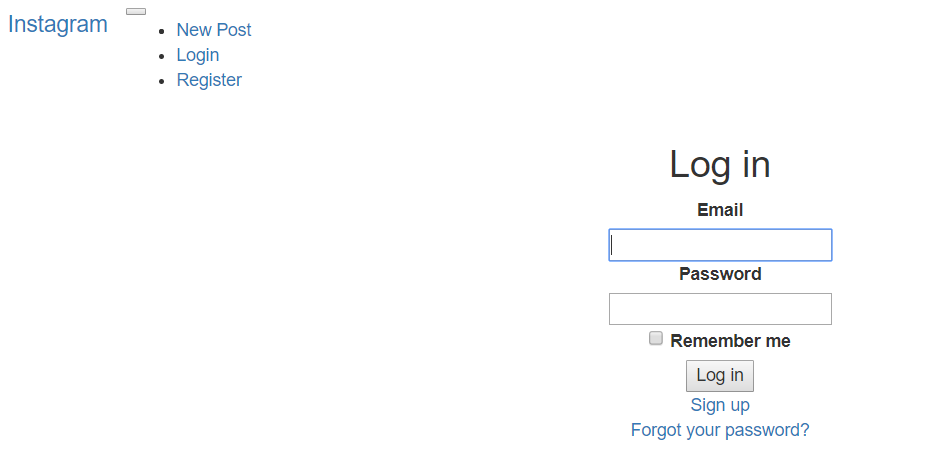 Instagram
New Post
Login
Register
Log in
Email
Password
Remember me
Log in
Sign up
Forgot your password?